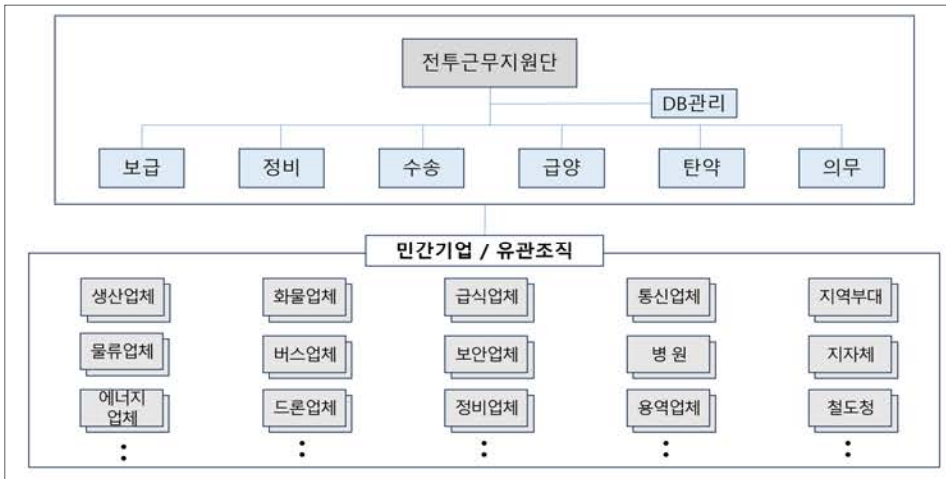 전투근무지원단
DB관리
보급
정비
수송
급양
탄약
의무
민간기업 / 유관조직
생산업체
화물업체
급식업체
통신업체
지역부대
물류업체
버스업체
보안업체
병 원
지자체
에너지
업체
드론업체
정비업체
용역업체
철도청